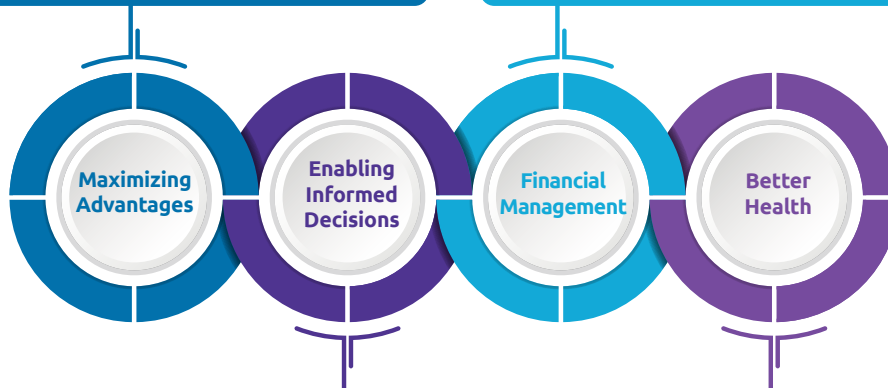 Maximizing
Advantages
Enabling
Informed
Decisions
Financial
Management
Better
Health